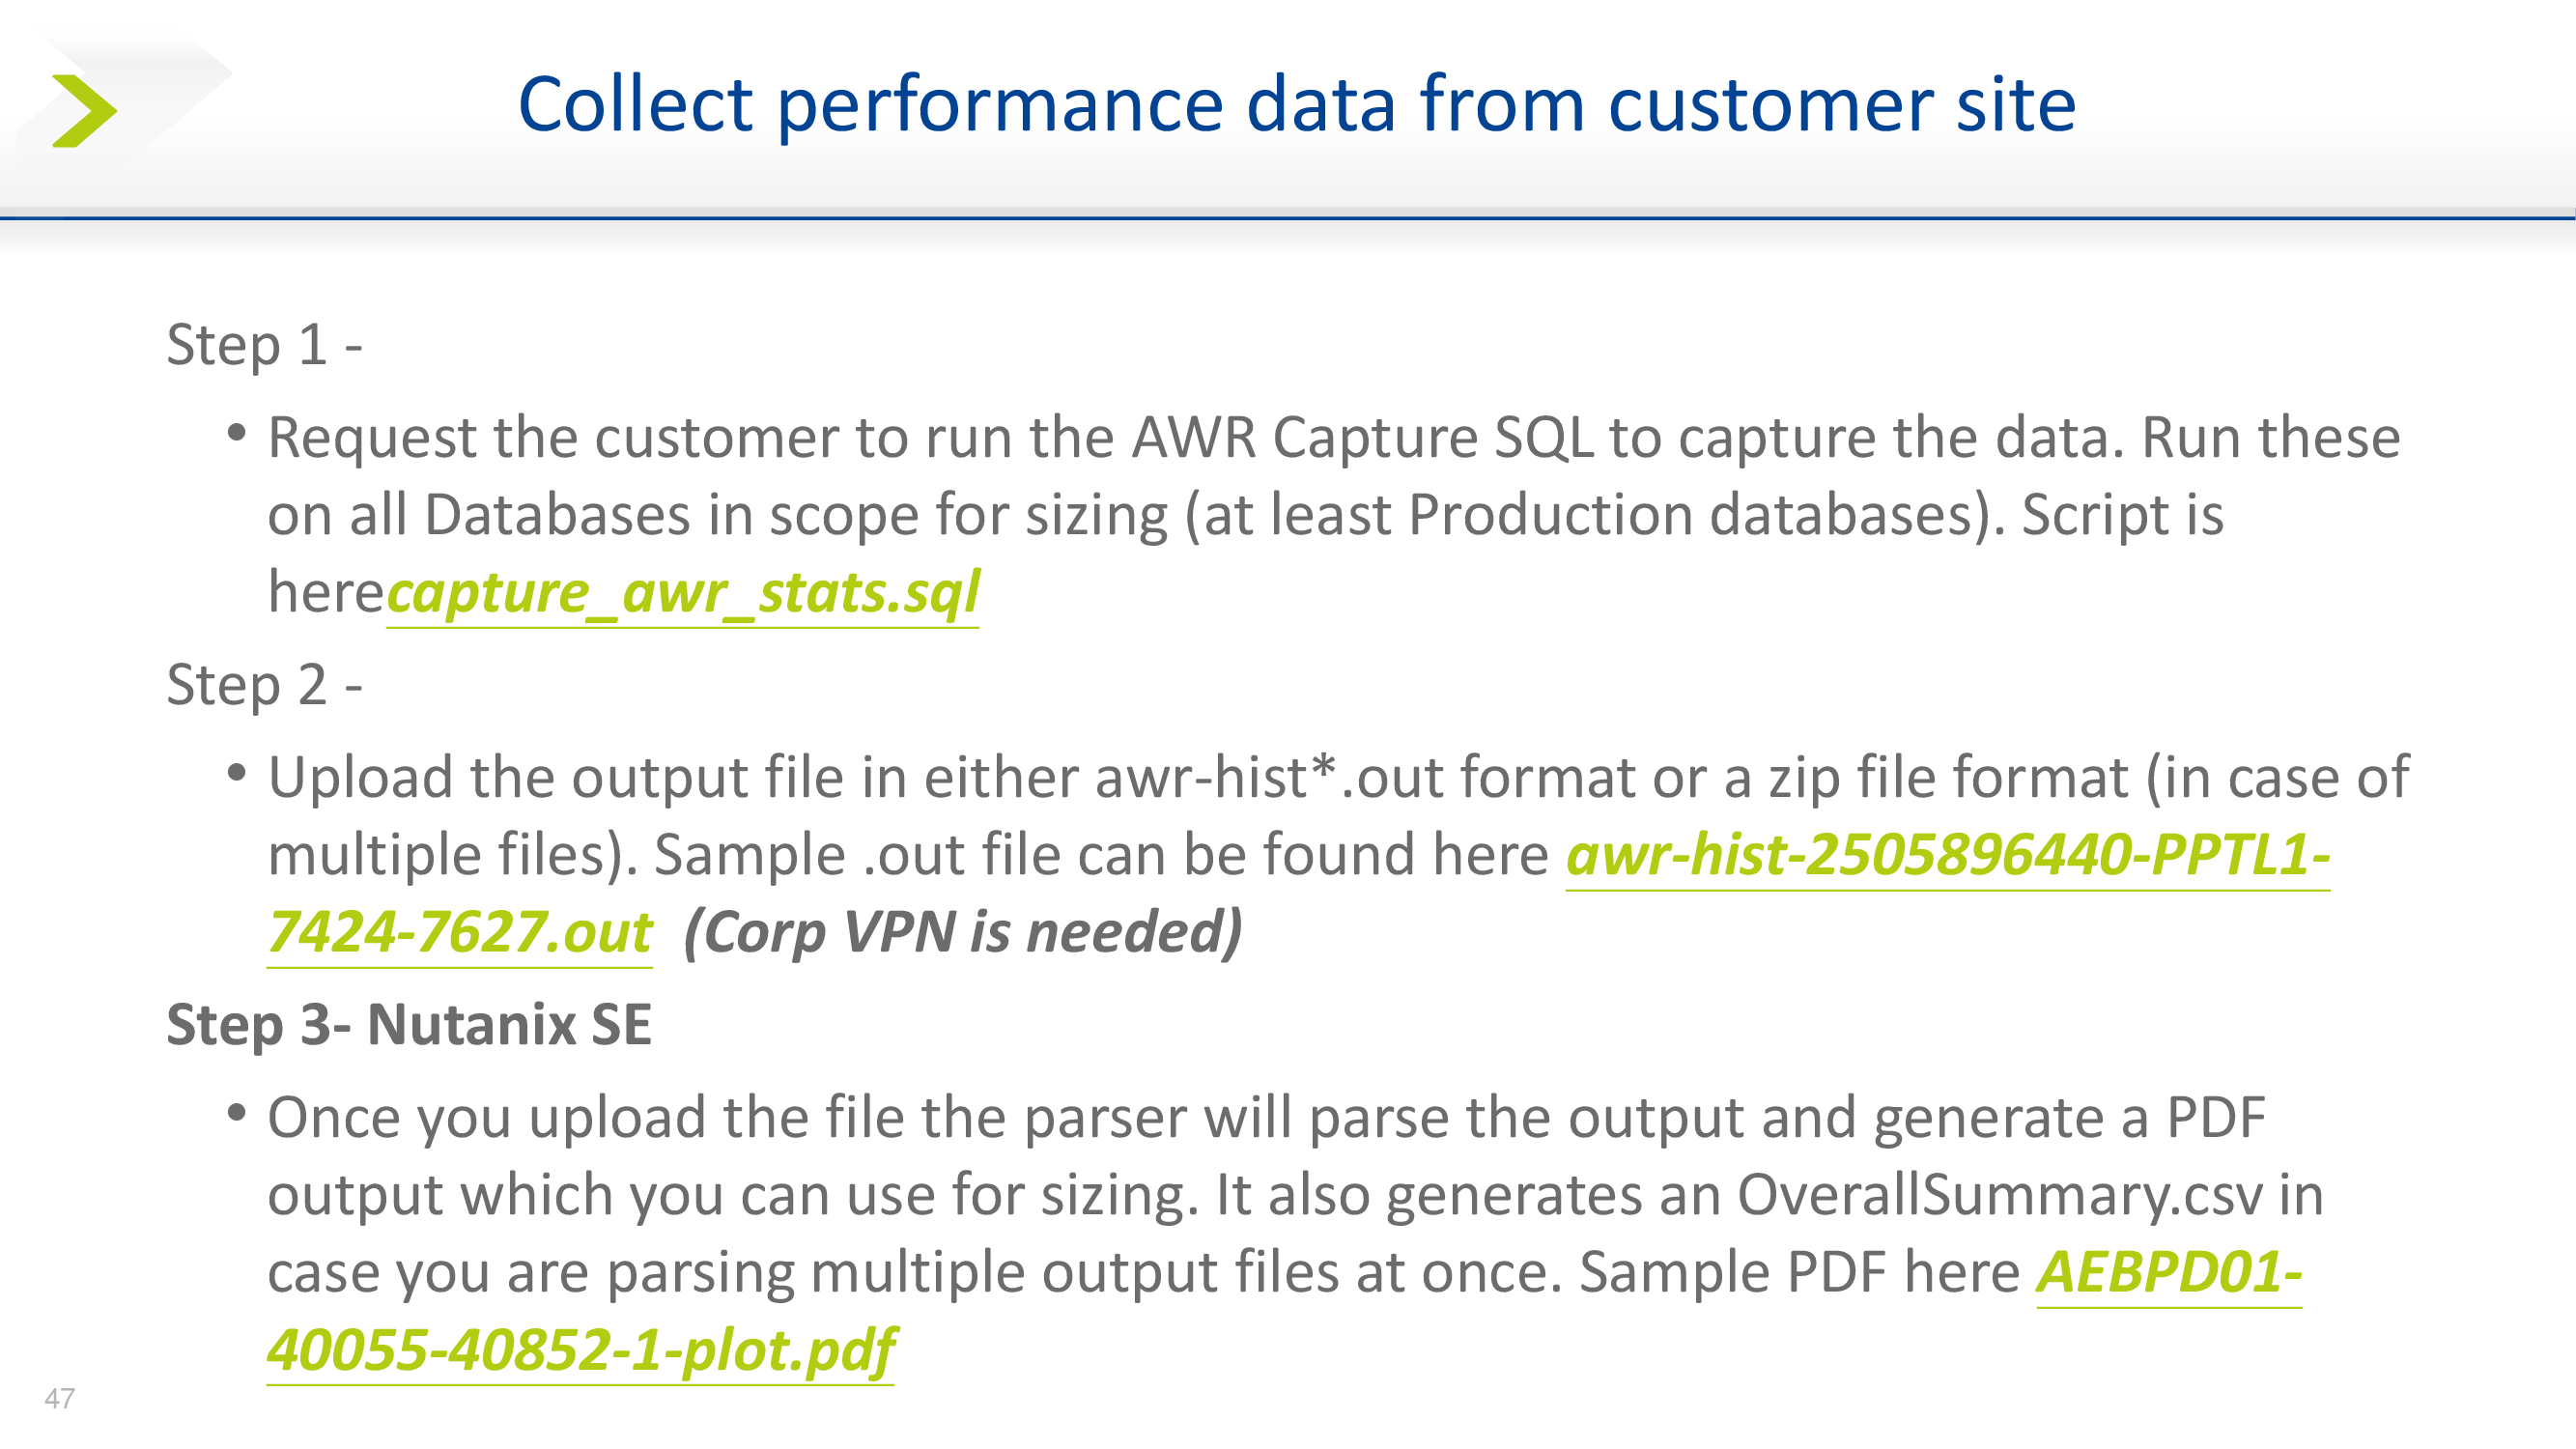 Collect performance data from customer site
Step 1 -
• Request the customer to run the AWR Capture SQL to capture the data. Run these
on all Databases in scope for sizing (at least Production databases). Script is
herecapture_awr_stats.sql
Step 2 -
• Upload the output file in either awr-hist*.out format or a zip file format (in case of
multiple files). Sample .out file can be found here awr-hist-2505896440-PPTL1-
7424-7627.out  (Corp VPN is needed)
Step 3- Nutanix SE
• Once you upload the file the parser will parse the output and generate a PDF
output which you can use for sizing. It also generates an OverallSummary.csv in
case you are parsing multiple output files at once. Sample PDF here AEBPD01-
40055-40852-1-plot.pdf
47